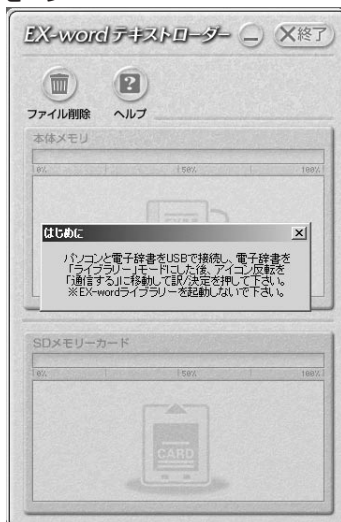 EX-word テキストローダー
×終了
?
ファイル削除 ヘルプ
本体メモリ
0% 50% 100%
はじめに
パソコンと電子辞書をUSBで接続し、電子辞書を
「ライブラリー」モードにした後、アイコン反転を
「通信する」に移動して訳/決定を押して下さい。
※EX-wordライブラリーを起動しないで下さい。
SDメモリーカード
0% 50% 100%
CARD